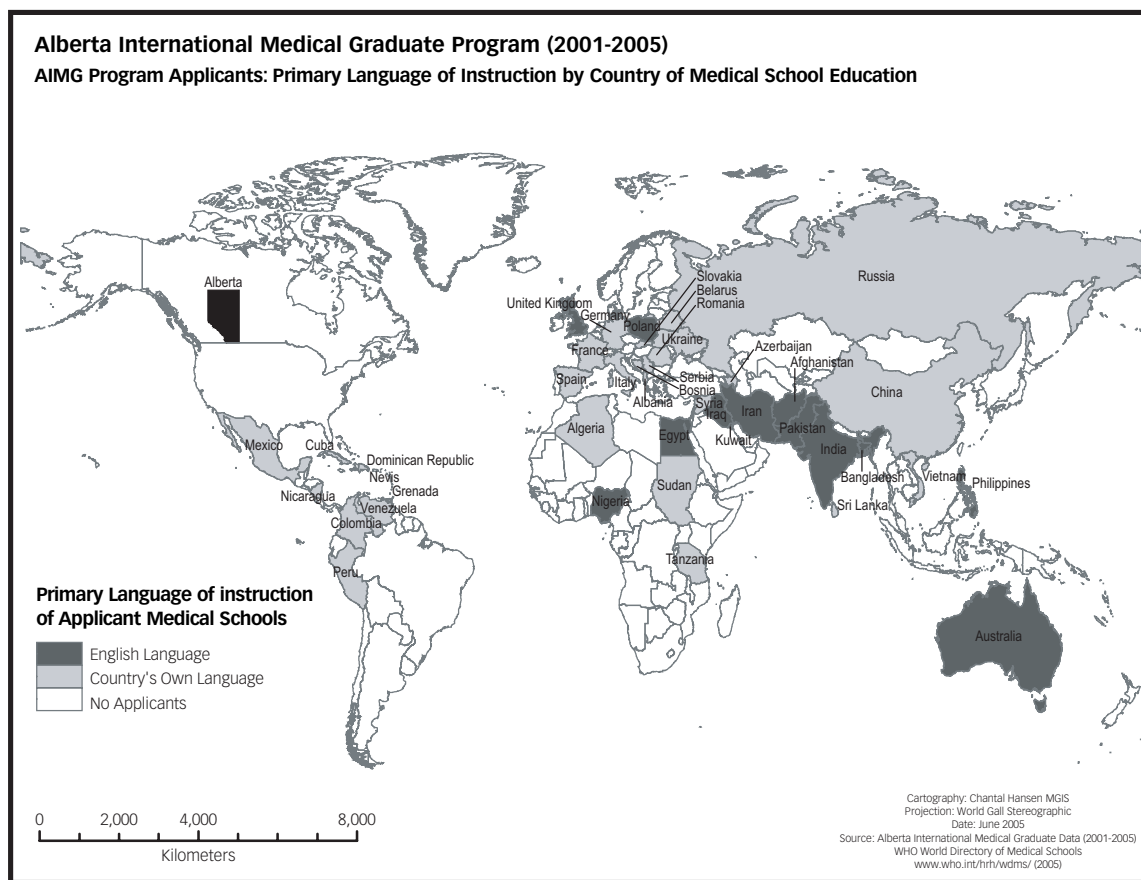 Alberta International Medical Graduate Program (2001-2005)
AIMG Program Applicants: Primary Language of Instruction by Country of Medical School Education
Alberta
United Kingdom
Germany
Poland
Slovakia
Belarus
Romania
Russia
Ukraine
France
Spain
Italy
Serbia
Bosnia
Albania
Azerbaijan
Afghanistan
China
Syria
Iraq
Iran
Pakistan
India
Kuwait
Bangladesh
Algeria
Egypt
Mexico
Cuba
Dominican Republic
Nevis
Grenada
Nicaragua
Venezuela
Colombia
Peru
Nigeria
Sudan
Tanzania
Sri Lanka
Vietnam
Philippines
Australia
Primary Language of instruction
of Applicant Medical Schools
English Language
Country's Own Language
No Applicants
0 2,000 4,000 8,000
Kilometers
Cartography: Chantal Hansen MGIS
Projection: World Gall Stereographic
Date: June 2005
Source: Alberta International Medical Graduate Data (2001-2005)
WHO World Directory of Medical Schools
www.who.int/hrh/wdms/ (2005)